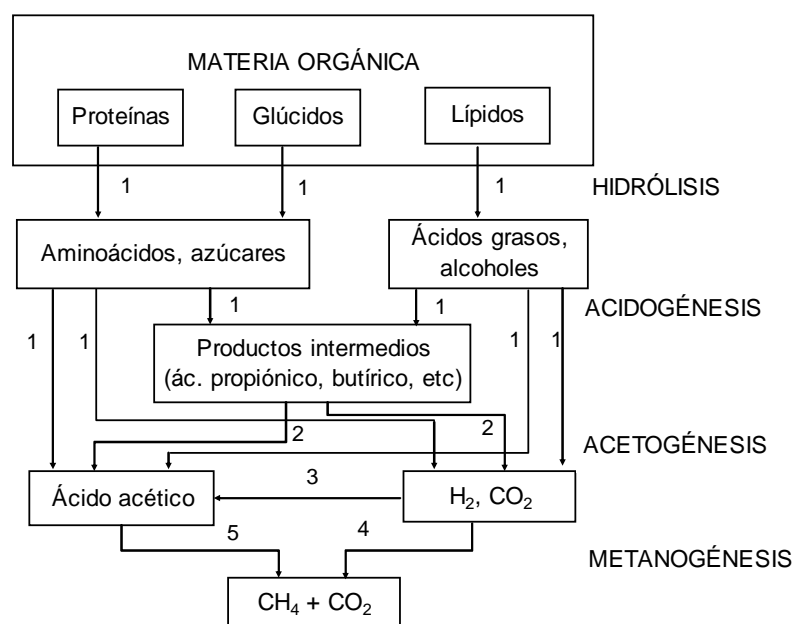 MATERIA ORGÁNICA
Proteínas
Glúcidos
Lípidos
1
1
1
HIDRÓLISIS
Aminoácidos, azúcares
Ácidos grasos,
alcoholes
1
1
1
1
1
1
ACIDOGÉNESIS
Productos intermedios
(ác. propiónico, butírico, etc)
2
2
ACETOGÉNESIS
Ácido acético
3
H₂, CO₂
5
4
METANOGÉNESIS
CH₄ + CO₂